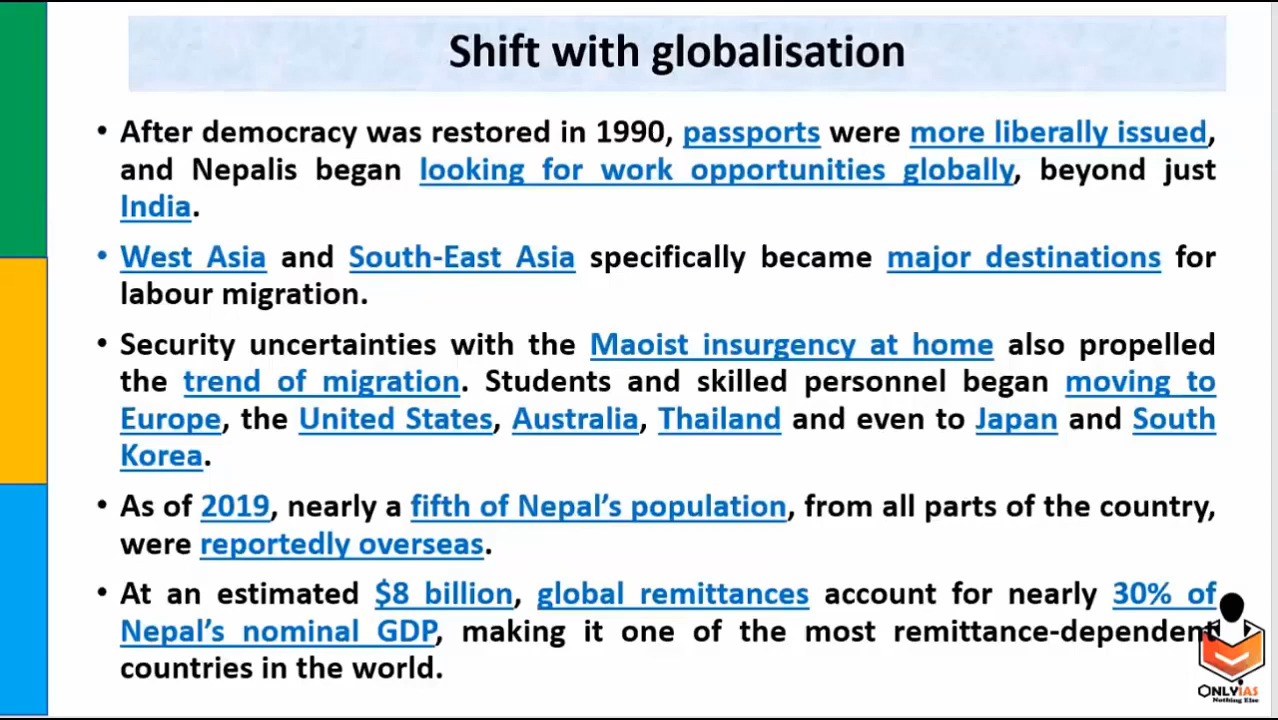 Shift with globalisation
• After democracy was restored in 1990, passports were more liberally issued,
and Nepalis began looking for work opportunities globally, beyond just
India.
• West Asia and South-East Asia specifically became major destinations for
labour migration.
• Security uncertainties with the Maoist insurgency at home also propelled
the trend of migration. Students and skilled personnel began moving to
Europe, the United States, Australia, Thailand and even to Japan and South
Korea.
• As of 2019, nearly a fifth of Nepal’s population, from all parts of the country,
were reportedly overseas.
• At an estimated $8 billion, global remittances account for nearly 30% of
Nepal’s nominal GDP, making it one of the most remittance-dependent
countries in the world.
ONLYIAS
Nothing Else